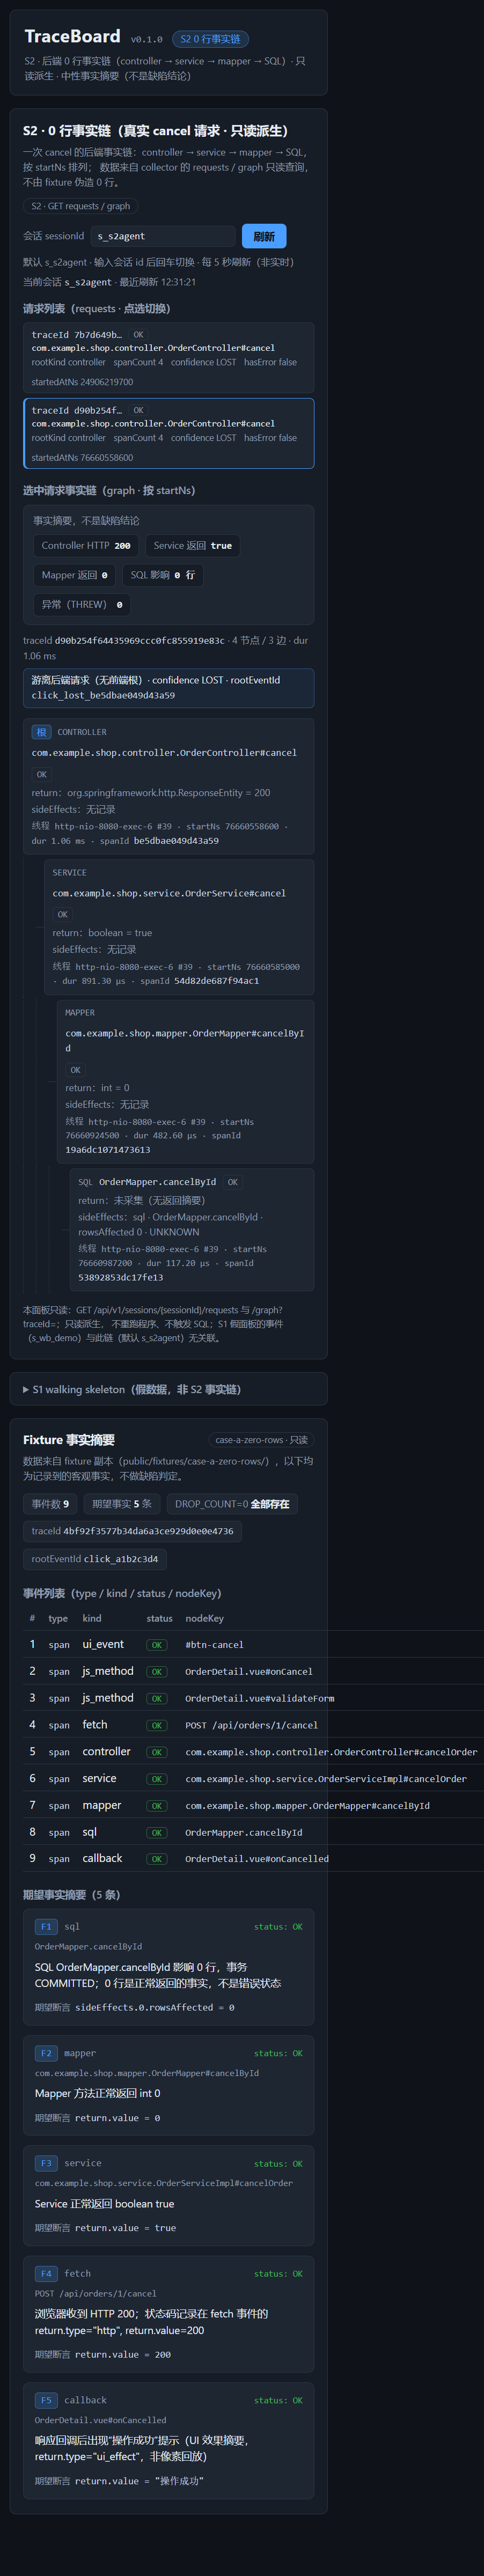 TraceBoard v0.1.0 S2 0 行事实链
S2 · 后端 0 行事实链（controller → service → mapper → SQL）· 只
读派生 · 中性事实摘要（不是缺陷结论）
S2 · 0 行事实链（真实 cancel 请求 · 只读派生）
一次 cancel 的后端事实链：controller → service → mapper → SQL，
按 startNs 排列； 数据来自 collector 的 requests / graph 只读查询，
不由 fixture 伪造 0 行。
S2 · GET requests / graph
会话 sessionId s_s2agent 刷新
默认 s_s2agent · 输入会话 id 后回车切换 · 每 5 秒刷新（非实时）
当前会话 s_s2agent · 最近刷新 12:31:21
请求列表（requests · 点选切换）
traceId 7b7d649b… OK
com.example.shop.controller.OrderController#cancel
rootKind controller spanCount 4 confidence LOST hasError false
startedAtNs 24906219700
traceId d90b254f… OK
com.example.shop.controller.OrderController#cancel
rootKind controller spanCount 4 confidence LOST hasError false
startedAtNs 76660558600
选中请求事实链（graph · 按 startNs）
事实摘要，不是缺陷结论
Controller HTTP 200 Service 返回 true
Mapper 返回 0 SQL 影响 0 行
异常（THREW） 0
traceId d90b254f64435969ccc0fc855919e83c · 4 节点 / 3 边 · dur
1.06 ms
游离后端请求（无前端根）· confidence LOST · rootEventId
click_lost_be5dbae049d43a59
根 CONTROLLER
com.example.shop.controller.OrderController#cancel
OK
return：org.springframework.http.ResponseEntity = 200
sideEffects：无记录
线程 http-nio-8080-exec-6 #39 · startNs 76660558600 ·
dur 1.06 ms · spanId be5dbae049d43a59
SERVICE
com.example.shop.service.OrderService#cancel
OK
return：boolean = true
sideEffects：无记录
线程 http-nio-8080-exec-6 #39 · startNs 76660585000
· dur 891.30 μs · spanId 54d82de687f94ac1
MAPPER
com.example.shop.mapper.OrderMapper#cancelByI
d
OK
return：int = 0
sideEffects：无记录
线程 http-nio-8080-exec-6 #39 · startNs
76660924500 · dur 482.60 μs · spanId
19a6dc1071473613
SQL OrderMapper.cancelById OK
return：未采集（无返回摘要）
sideEffects：sql · OrderMapper.cancelById ·
rowsAffected 0 · UNKNOWN
线程 http-nio-8080-exec-6 #39 · startNs
76660987200 · dur 117.20 μs · spanId
53892853dc17fe13
本面板只读：GET /api/v1/sessions/{sessionId}/requests 与 /graph?
traceId=；只读派生， 不重跑程序、不触发 SQL；S1 假面板的事件
（s_wb_demo）与此链（默认 s_s2agent）无关联。
▶ S1 walking skeleton（假数据，非 S2 事实链）
Fixture 事实摘要 case-a-zero-rows · 只读
数据来自 fixture 副本（public/fixtures/case-a-zero-rows/），以下均
为记录到的客观事实，不做缺陷判定。
事件数 9 期望事实 5 条 DROP_COUNT=0 全部存在
traceId 4bf92f3577b34da6a3ce929d0e0e4736
rootEventId click_a1b2c3d4
事件列表（type / kind / status / nodeKey）
# type kind status nodeKey
1 span ui_event OK #btn-cancel
2 span js_method OK OrderDetail.vue#onCancel
3 span js_method OK OrderDetail.vue#validateForm
4 span fetch OK POST /api/orders/1/cancel
5 span controller OK com.example.shop.controller.OrderController#cancelOrder
6 span service OK com.example.shop.service.OrderServiceImpl#cancelOrder
7 span mapper OK com.example.shop.mapper.OrderMapper#cancelById
8 span sql OK OrderMapper.cancelById
9 span callback OK OrderDetail.vue#onCancelled
期望事实摘要（5 条）
F1 sql status: OK
OrderMapper.cancelById
SQL OrderMapper.cancelById 影响 0 行，事务
COMMITTED；0 行是正常返回的事实，不是错误状态
期望断言 sideEffects.0.rowsAffected = 0
F2 mapper status: OK
com.example.shop.mapper.OrderMapper#cancelById
Mapper 方法正常返回 int 0
期望断言 return.value = 0
F3 service status: OK
com.example.shop.service.OrderServiceImpl#cancelOrder
Service 正常返回 boolean true
期望断言 return.value = true
F4 fetch status: OK
POST /api/orders/1/cancel
浏览器收到 HTTP 200；状态码记录在 fetch 事件的
return.type="http", return.value=200
期望断言 return.value = 200
F5 callback status: OK
OrderDetail.vue#onCancelled
响应回调后出现"操作成功"提示（UI 效果摘要，
return.type="ui_effect"，非像素回放）
期望断言 return.value = "操作成功"